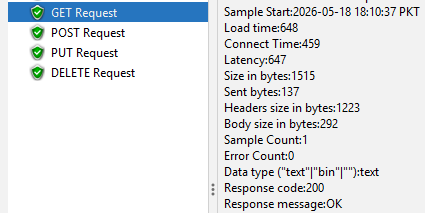 GET Request
POST Request
PUT Request
DELETE Request
Sample Start:2026-05-18 18:10:37 PKT
Load time:648
Connect Time:459
Latency:647
Size in bytes:1515
Sent bytes:137
Headers size in bytes:1223
Body size in bytes:292
Sample Count:1
Error Count:0
Data type ("text"|"bin"|""):text
Response code:200
Response message:OK